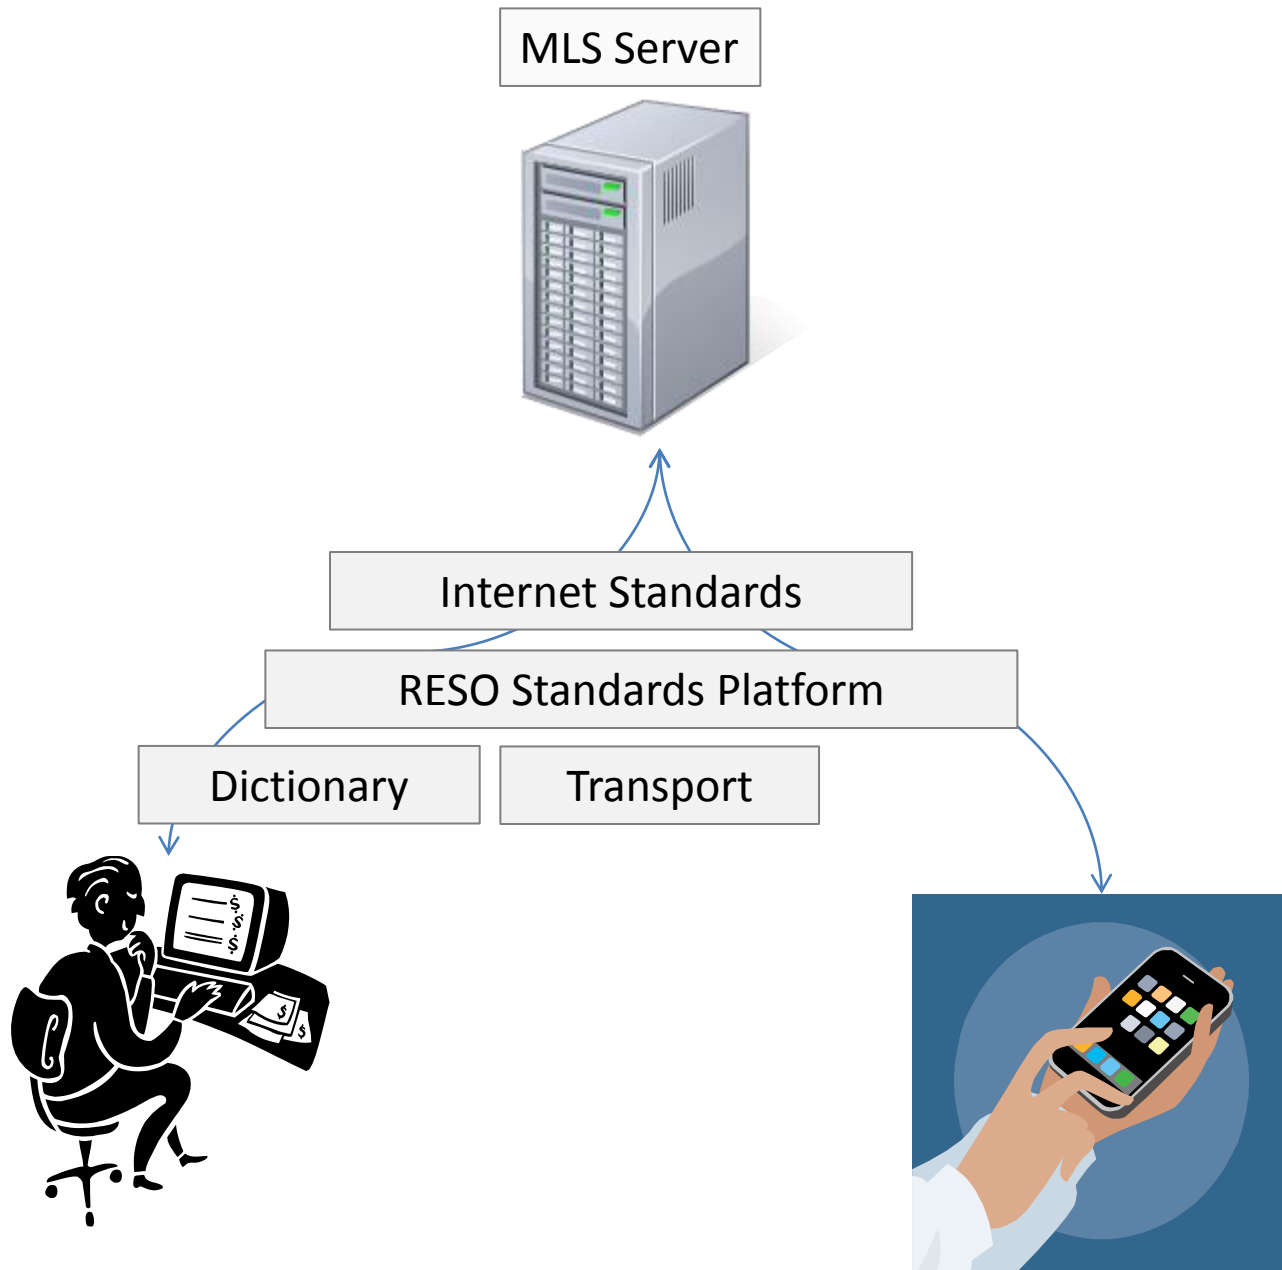 MLS Server
Internet Standards
RESO Standards Platform
Dictionary
Transport
$
$
$
$
$